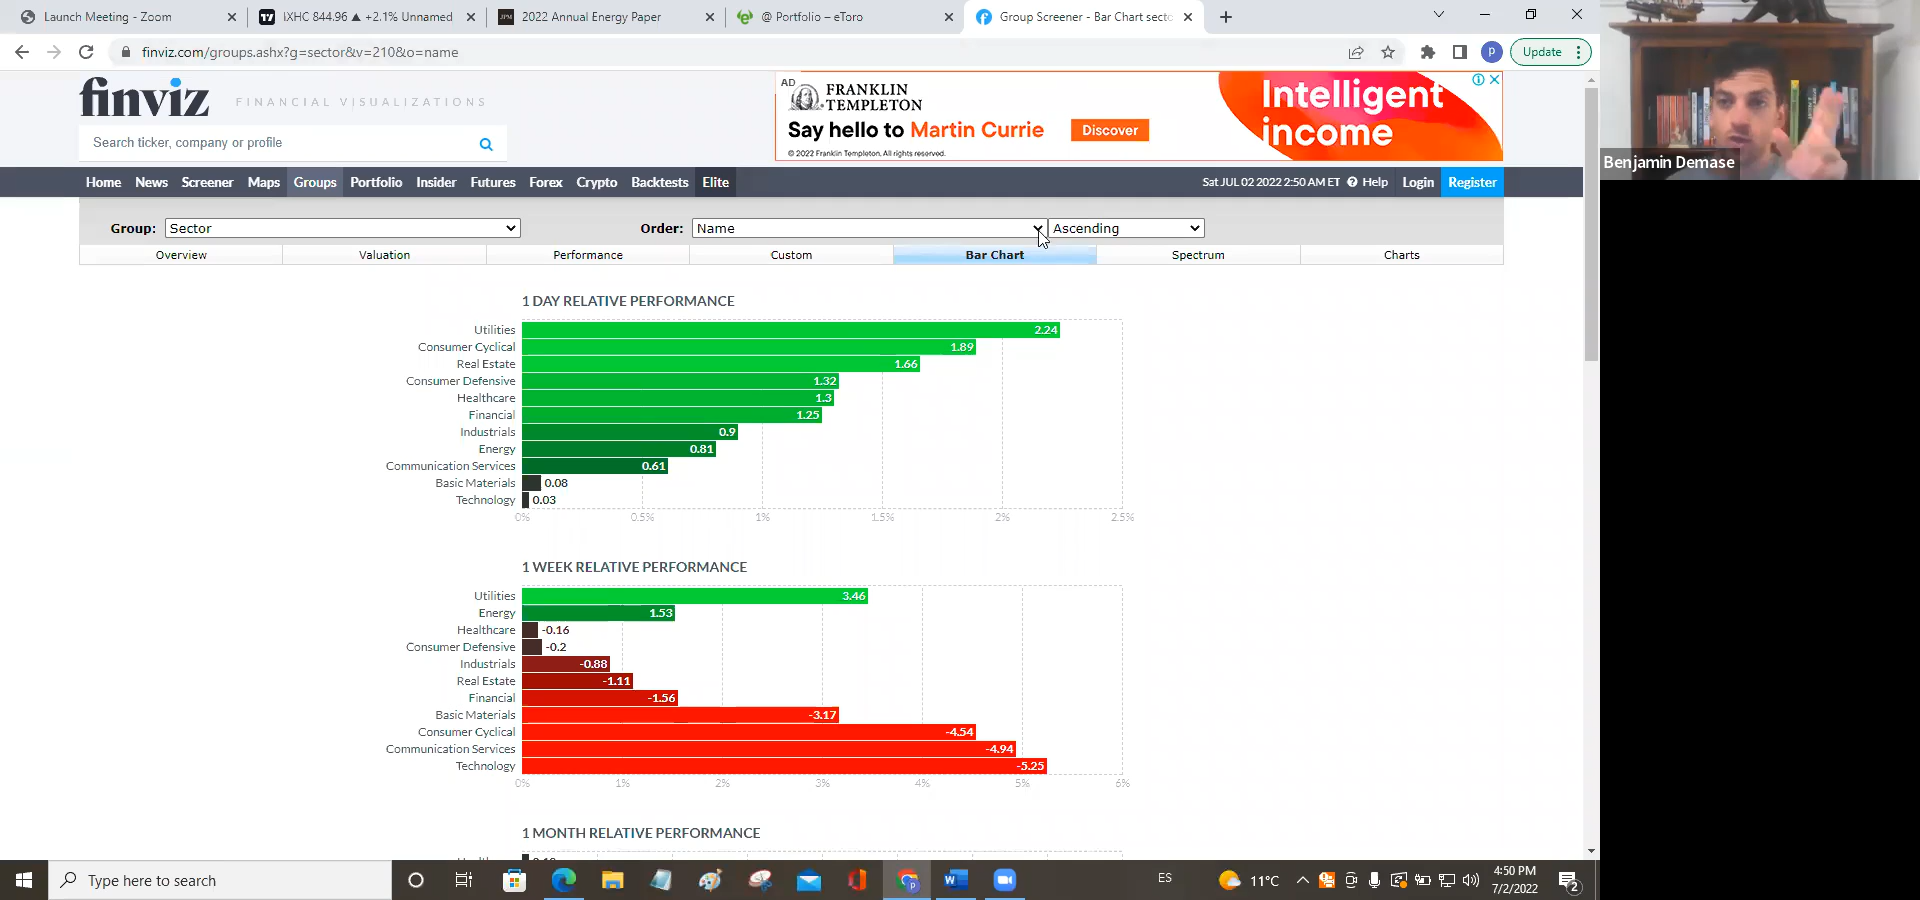 Launch Meeting - Zoom
IXHC 844.96 ▲ +2.1% Unnamed
JPM
2022 Annual Energy Paper
@ Portfolio – eToro
Group Screener - Bar Chart secto
finviz.com/groups.ashx?g=sector&v=210&o=name
P
Update
finviz
FINANCIAL VISUALIZATIONS
Search ticker, company or profile
AD
FRANKLIN
TEMPLETON
Say hello to Martin Currie
Discover
© 2022 Franklin Templeton. All rights reserved.
Intelligent
income
Home News Screener Maps Groups Portfolio Insider Futures Forex Crypto Backtests Elite
Sat JUL 02 2022 2:50 AM ET
Help
Login
Register
Group: Sector
Order: Name
Ascending
Overview Valuation Performance Custom Bar Chart Spectrum Charts
1 DAY RELATIVE PERFORMANCE
Utilities 2.24
Consumer Cyclical 1.89
Real Estate 1.66
Consumer Defensive 1.32
Healthcare 1.3
Financial 1.25
Industrials 0.9
Energy 0.81
Communication Services 0.61
Basic Materials 0.08
Technology 0.03
0% 0.5% 1% 1.5% 2% 2.5%
1 WEEK RELATIVE PERFORMANCE
Utilities 3.46
Energy 1.53
Healthcare -0.16
Consumer Defensive -0.2
Industrials -0.88
Real Estate -1.11
Financial -1.56
Basic Materials -3.17
Consumer Cyclical -4.54
Communication Services -4.94
Technology -5.25
0% 1% 2% 3% 4% 5% 6%
1 MONTH RELATIVE PERFORMANCE
Benjamin Demase
Type here to search
ES
11°C
4:50 PM
7/2/2022
2